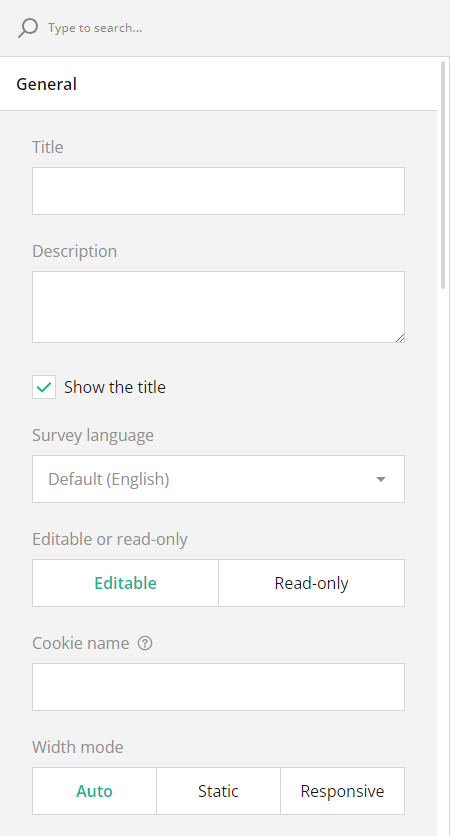 Type to search...
General
Title
Description
Show the title
Survey language
Default (English)
Editable or read-only
Editable Read-only
Cookie name
Width mode
Auto Static Responsive